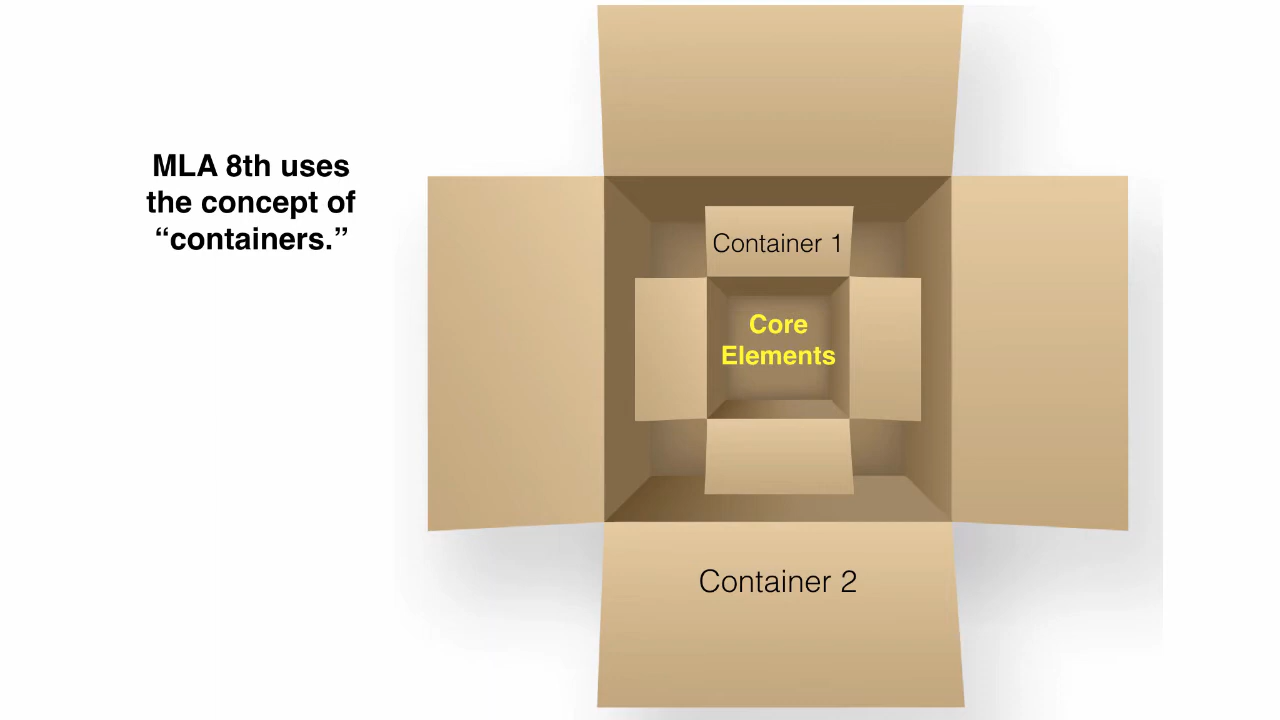 MLA 8th uses
the concept of
“containers.”
Container 1
Core
Elements
Container 2